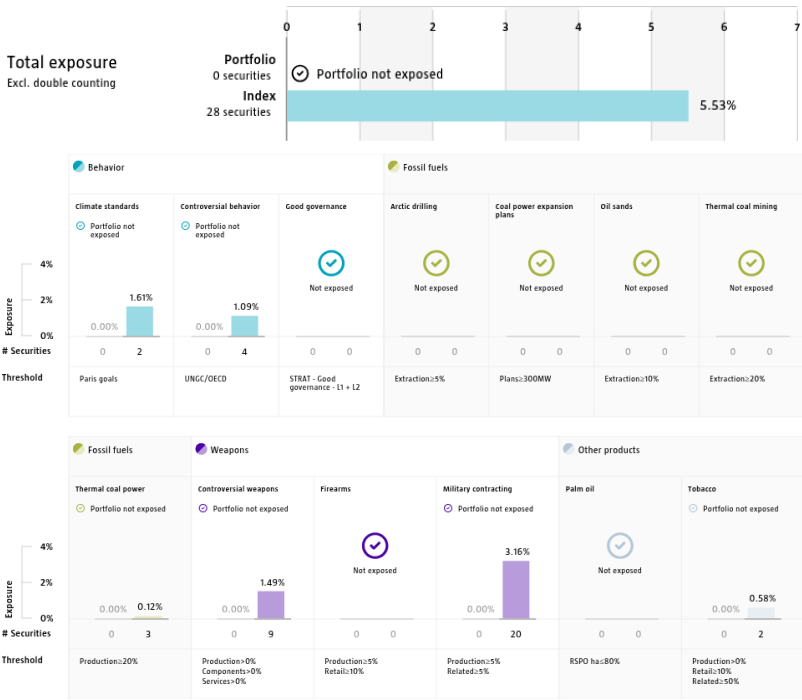 0 1 2 3 4 5 6 7
Total exposure
Excl. double counting
Portfolio
0 securities
Portfolio not exposed
Index
28 securities
5.53%
Behavior
Fossil fuels
Climate standards
Controversial behavior
Good governance
Arctic drilling
Coal power expansion
plans
Oil sands
Thermal coal mining
Portfolio not
exposed
Portfolio not
exposed
Not exposed
Not exposed
Not exposed
Not exposed
Not exposed
Exposure
4%
2%
0%
0.00% 1.61%
0.00% 1.09%
# Securities 0 2 0 4 0 0 0 0 0 0 0 0 0 0
Threshold
Paris goals
UNGC/OECD
STRAT - Good
governance - L1 + L2
Extraction≥5%
Plans≥300MW
Extraction≥10%
Extraction≥20%
Fossil fuels
Weapons
Other products
Thermal coal power
Controversial weapons
Firearms
Military contracting
Palm oil
Tobacco
Portfolio not exposed
Portfolio not exposed
Not exposed
Portfolio not exposed
Not exposed
Portfolio not exposed
Exposure
4%
2%
0%
0.00% 0.12%
0.00% 1.49%
0.00% 3.16%
0.00% 0.58%
# Securities 0 3 0 9 0 0 0 20 0 0 0 2
Threshold
Production≥20%
Production>0%
Components>0%
Services>0%
Production≥5%
Retail≥10%
Production≥5%
Related≥5%
RSPO ha≤80%
Production>0%
Retail≥10%
Related≥50%